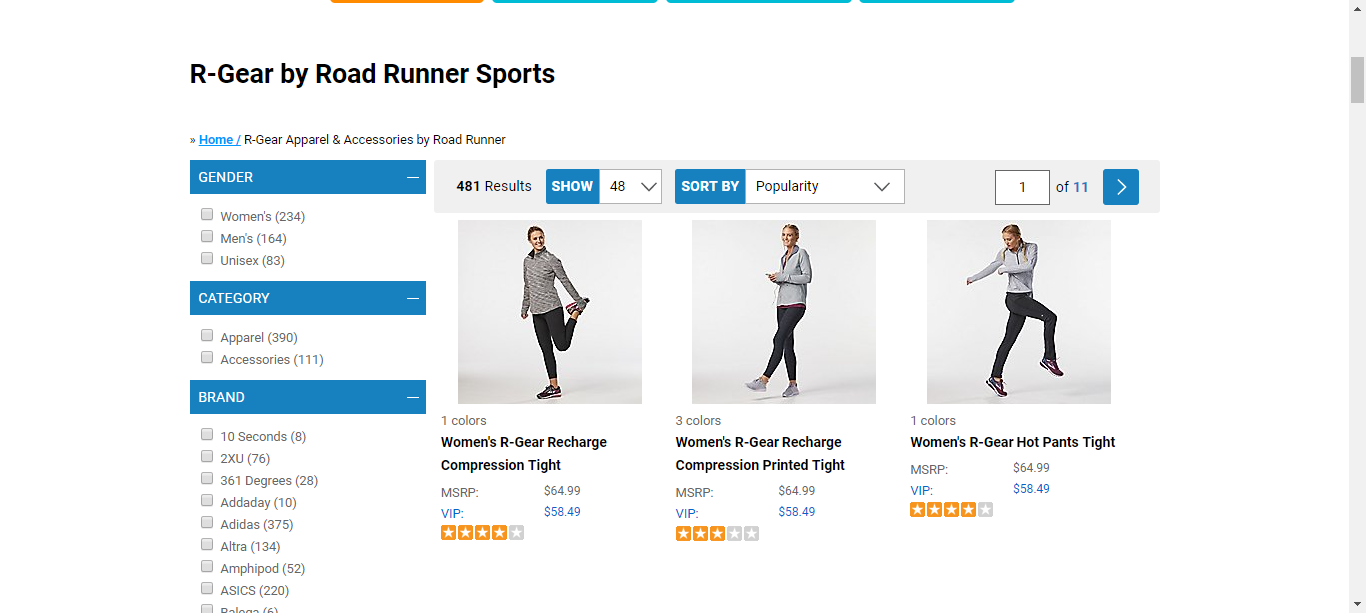 R-Gear by Road Runner Sports
» Home / R-Gear Apparel & Accessories by Road Runner
GENDER
Women's (234)
Men's (164)
Unisex (83)
CATEGORY
Apparel (390)
Accessories (111)
BRAND
10 Seconds (8)
2XU (76)
361 Degrees (28)
Addaday (10)
Adidas (375)
Altra (134)
Amphipod (52)
ASICS (220)
Balega (6)
481 Results SHOW 48 SORT BY Popularity 1 of 11
1 colors
Women's R-Gear Recharge
Compression Tight
MSRP: $64.99
VIP: $58.49
3 colors
Women's R-Gear Recharge
Compression Printed Tight
MSRP: $64.99
VIP: $58.49
1 colors
Women's R-Gear Hot Pants Tight
MSRP: $64.99
VIP: $58.49